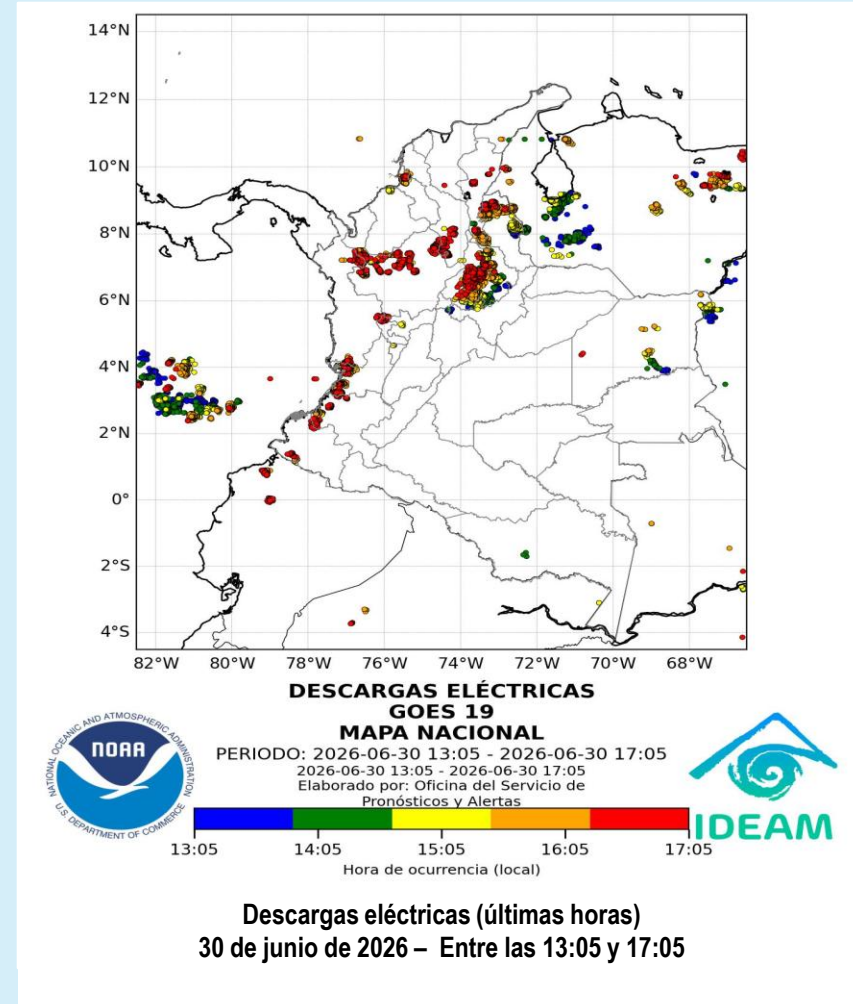 14°N
12°N
10°N
8°N
6°N
4°N
2°N
0°
2°S
4°S
82°W 80°W 78°W 76°W 74°W 72°W 70°W 68°W
DESCARGAS ELÉCTRICAS
GOES 19
MAPA NACIONAL
PERIODO: 2026-06-30 13:05 - 2026-06-30 17:05
2026-06-30 13:05 - 2026-06-30 17:05
Elaborado por: Oficina del Servicio de
Pronósticos y Alertas
NATIONAL OCEANIC AND ATMOSPHERIC ADMINISTRATION
NOAA
U.S. DEPARTMENT OF COMMERCE
IDEAM
13:05 14:05 15:05 16:05 17:05
Hora de ocurrencia (local)
Descargas eléctricas (últimas horas)
30 de junio de 2026 – Entre las 13:05 y 17:05